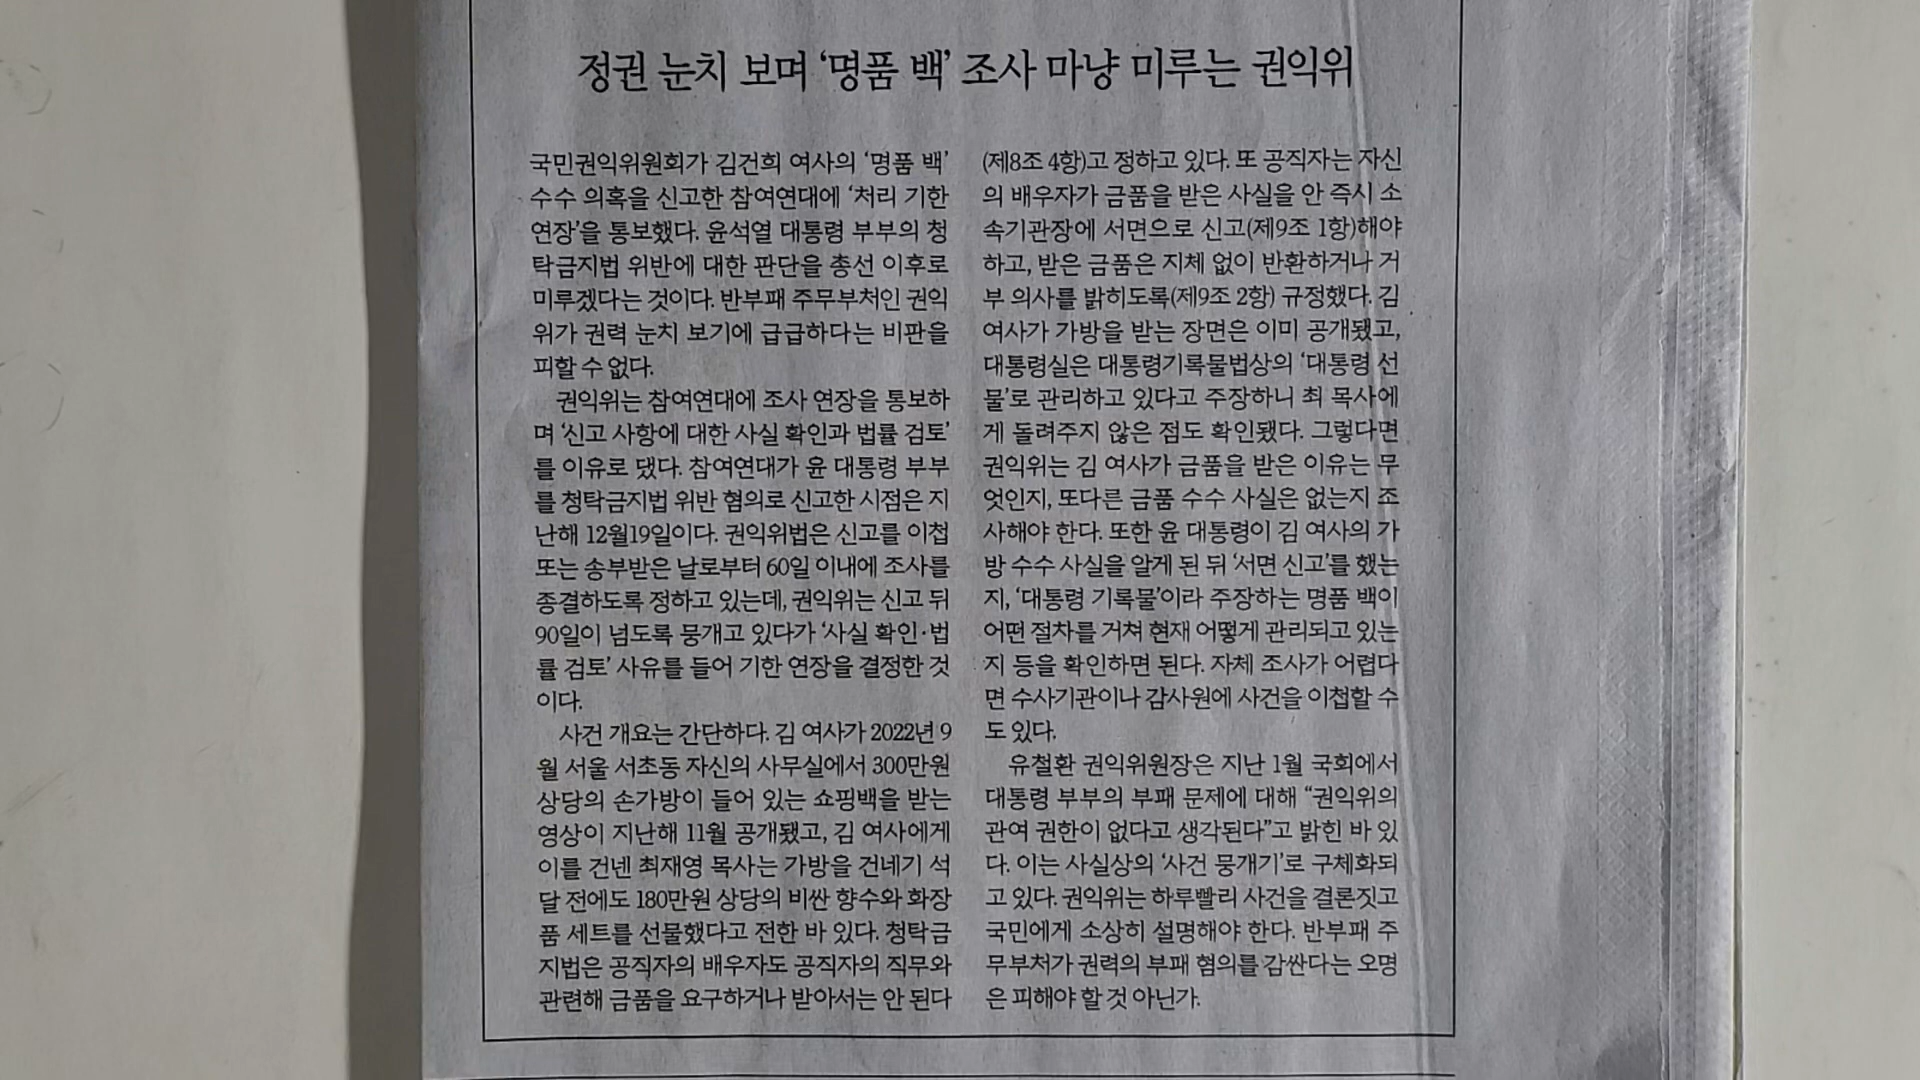 정권 눈치 보며 ‘명품 백’ 조사 마냥 미루는 권익위
국민권익위원회가 김건희 여사의 ‘명품 백’
수수 의혹을 신고한 참여연대에 ‘처리 기한
연장’을 통보했다. 윤석열 대통령 부부의 청
탁금지법 위반에 대한 판단을 총선 이후로
미루겠다는 것이다. 반부패 주무부처인 권익
위가 권력 눈치 보기에 급급하다는 비판을
피할 수 없다.
권익위는 참여연대에 조사 연장을 통보하
며 ‘신고 사항에 대한 사실 확인과 법률 검토’
를 이유로 댔다. 참여연대가 윤 대통령 부부
를 청탁금지법 위반 혐의로 신고한 시점은 지
난해 12월19일이다. 권익위법은 신고를 이첩
또는 송부받은 날로부터 60일 이내에 조사를
종결하도록 정하고 있는데, 권익위는 신고 뒤
90일이 넘도록 뭉개고 있다가 ‘사실 확인·법
률 검토’ 사유를 들어 기한 연장을 결정한 것
이다.
사건 개요는 간단하다. 김 여사가 2022년 9
월 서울 서초동 자신의 사무실에서 300만원
상당의 손가방이 들어 있는 쇼핑백을 받는
영상이 지난해 11월 공개됐고, 김 여사에게
이를 건넨 최재영 목사는 가방을 건네기 석
달 전에도 180만원 상당의 비싼 향수와 화장
품 세트를 선물했다고 전한 바 있다. 청탁금
지법은 공직자의 배우자도 공직자의 직무와
관련해 금품을 요구하거나 받아서는 안 된다
(제8조 4항)고 정하고 있다. 또 공직자는 자신
의 배우자가 금품을 받은 사실을 안 즉시 소
속기관장에 서면으로 신고(제9조 1항)해야
하고, 받은 금품은 지체 없이 반환하거나 거
부 의사를 밝히도록(제9조 2항) 규정했다. 김
여사가 가방을 받는 장면은 이미 공개됐고,
대통령실은 대통령기록물법상의 ‘대통령 선
물’로 관리하고 있다고 주장하니 최 목사에
게 돌려주지 않은 점도 확인됐다. 그렇다면
권익위는 김 여사가 금품을 받은 이유는 무
엇인지, 또다른 금품 수수 사실은 없는지 조
사해야 한다. 또한 윤 대통령이 김 여사의 가
방 수수 사실을 알게 된 뒤 ‘서면 신고’를 했는
지, ‘대통령 기록물’이라 주장하는 명품 백이
어떤 절차를 거쳐 현재 어떻게 관리되고 있는
지 등을 확인하면 된다. 자체 조사가 어렵다
면 수사기관이나 감사원에 사건을 이첩할 수
도 있다.
유철환 권익위원장은 지난 1월 국회에서
대통령 부부의 부패 문제에 대해 “권익위의
관여 권한이 없다고 생각된다”고 밝힌 바 있
다. 이는 사실상의 ‘사건 뭉개기’로 구체화되
고 있다. 권익위는 하루빨리 사건을 결론짓고
국민에게 소상히 설명해야 한다. 반부패 주
무부처가 권력의 부패 혐의를 감싼다는 오명
은 피해야 할 것 아닌가.